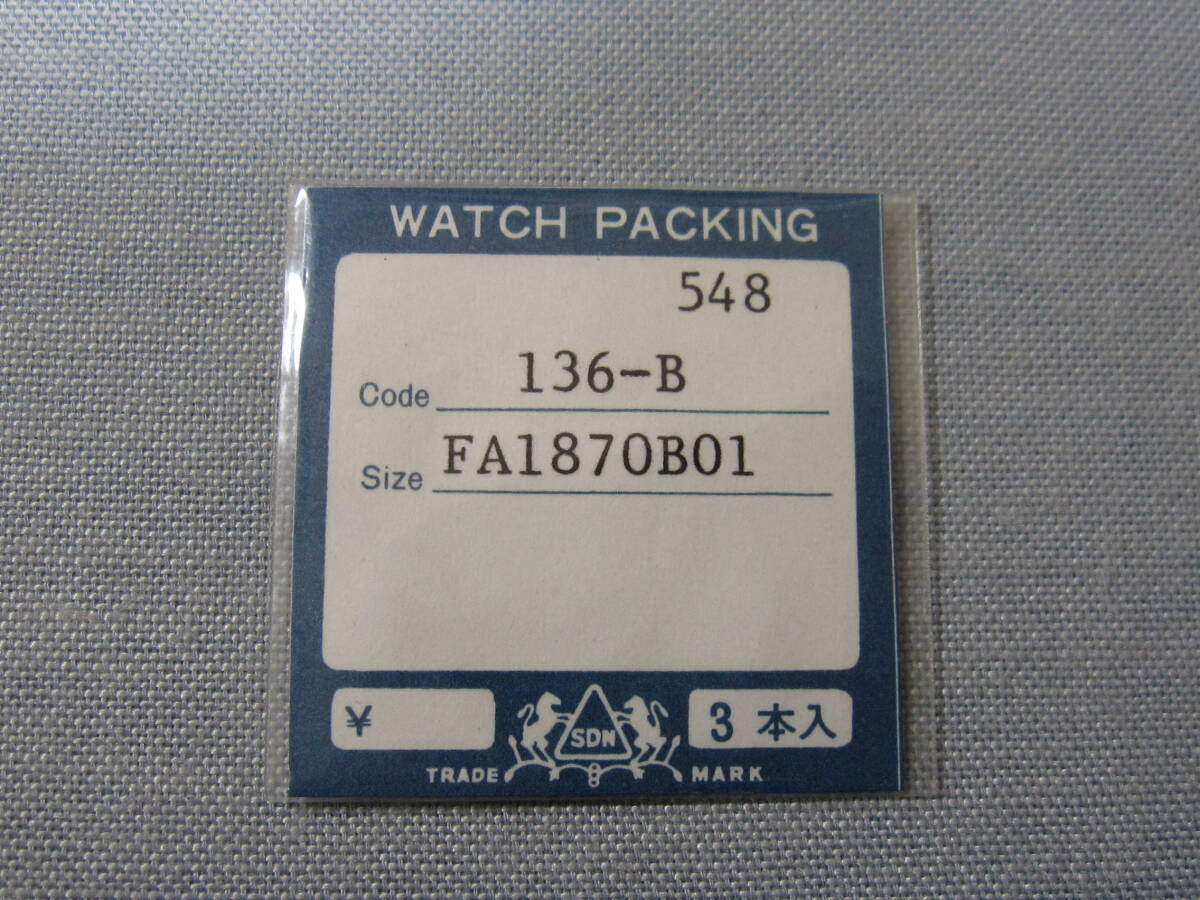 WATCH PACKING
548
Code 136-B
Size FA1870B01
¥
SDN
3本入
TRADE MARK